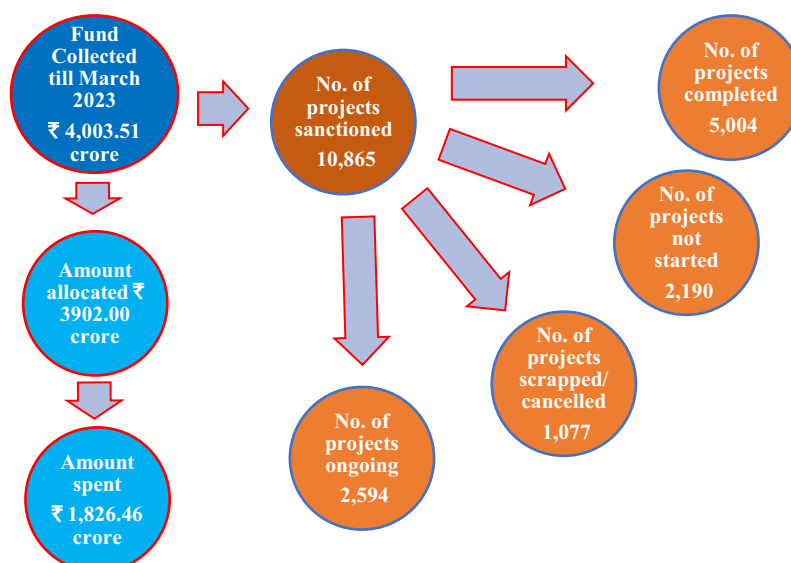 Fund
Collected
till March
2023
₹ 4,003.51
crore
Amount
allocated ₹
3902.00
crore
Amount
spent
₹ 1,826.46
crore
No. of
projects
sanctioned
10,865
No. of
projects
completed
5,004
No. of
projects
not
started
2,190
No. of
projects
scrapped/
cancelled
1,077
No. of
projects
ongoing
2,594